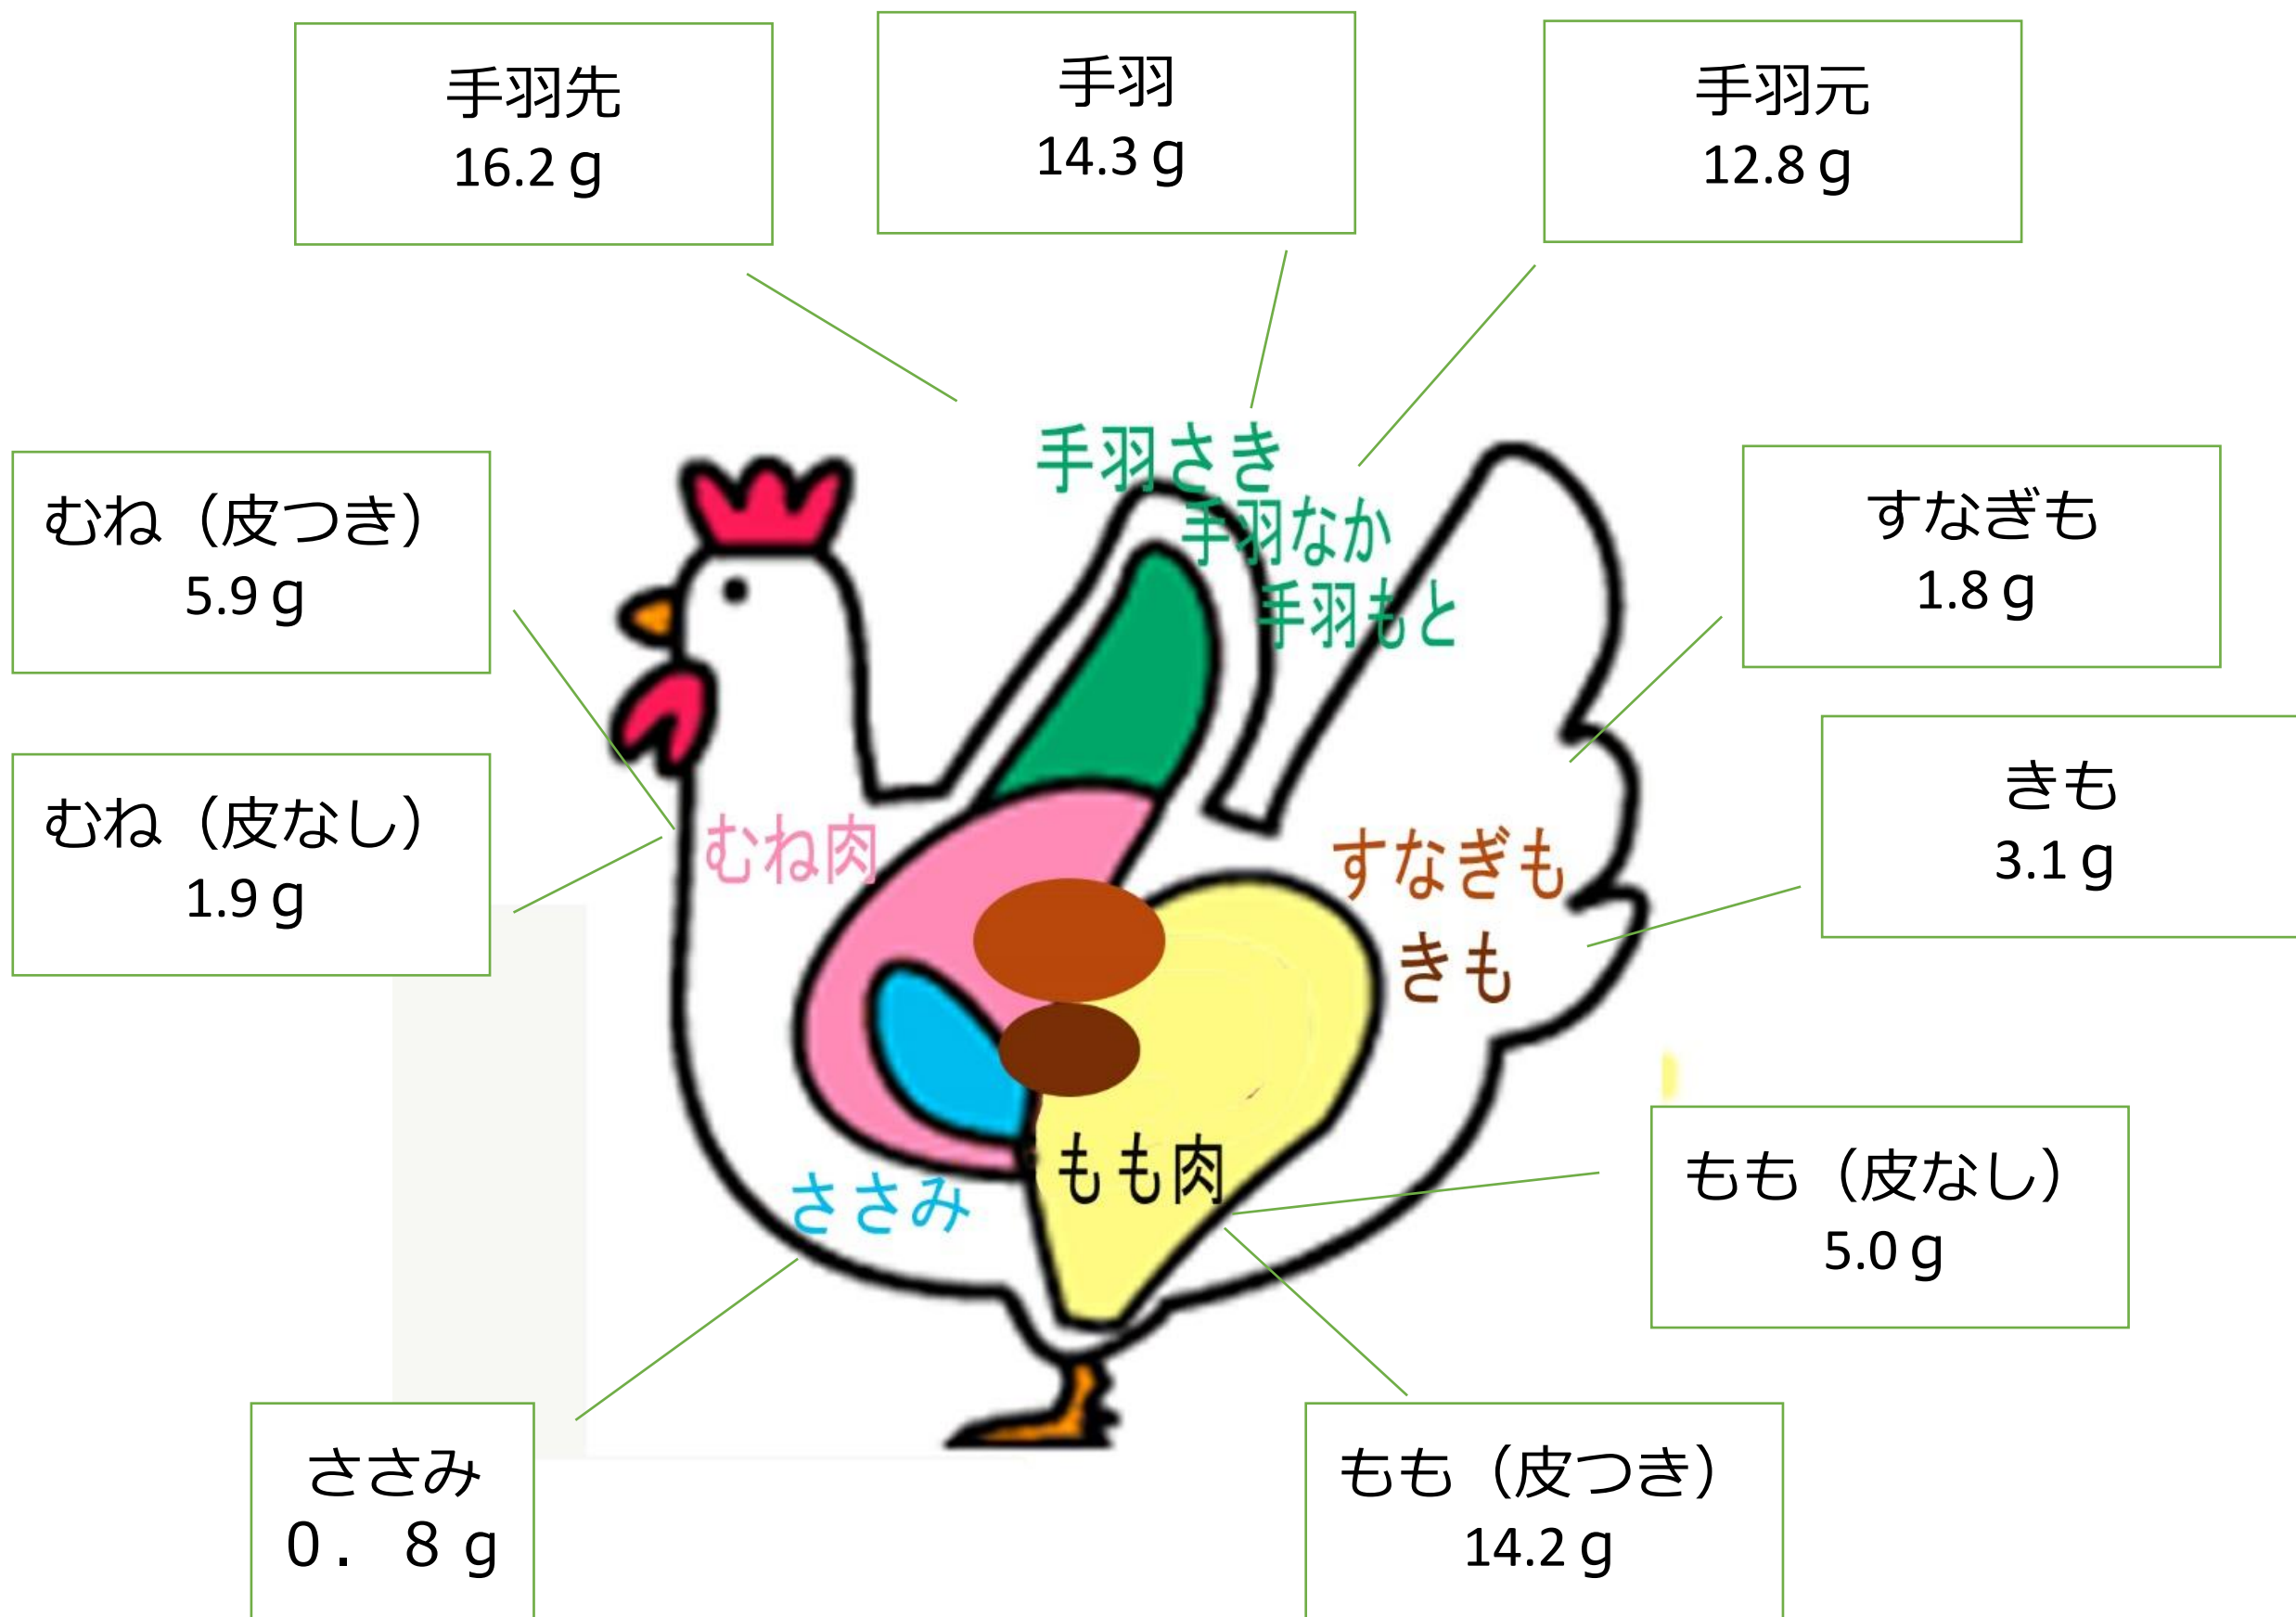 手羽先
16.2 g
手羽
14.3 g
手羽元
12.8 g
むね（皮つき）
5.9 g
むね（皮なし）
1.9 g
手羽さき
手羽なか
手羽もと
すなぎも
1.8 g
きも
3.1 g
むね肉
すなぎも
きも
もも肉
ささみ
もも（皮なし）
5.0 g
ささみ
０．８ g
もも（皮つき）
14.2 g